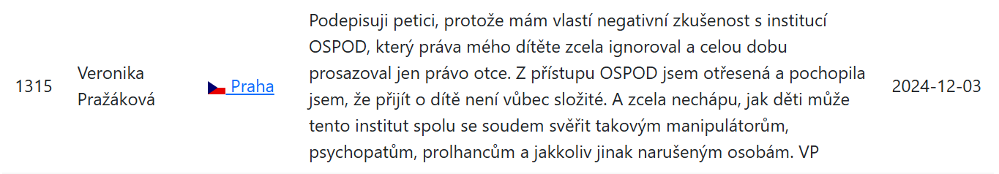 Podepisuji petici, protože mám vlastí negativní zkušenost s institucí
OSPOD, který práva mého dítěte zcela ignoroval a celou dobu
1315 Veronika Pražáková Praha prosazoval jen právo otce. Z přístupu OSPOD jsem otřesená a pochopila 2024-12-03
jsem, že přijít o dítě není vůbec složité. A zcela nechápu, jak děti může
tento institut spolu se soudem svěřit takovým manipulátorům,
psychopatům, prolhancům a jakkoliv jinak narušeným osobám. VP